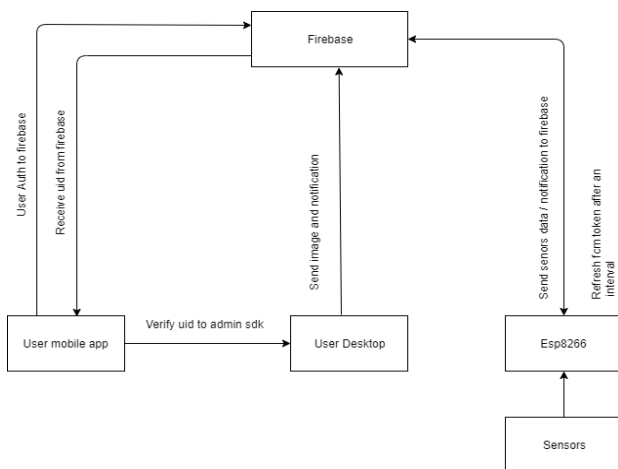 Firebase
User Auth to firebase
Receive uid from firebase
Send image and notification
Send senors data / notification to firebase
Refresh fcm token after an
interval
User mobile app
Verify uid to admin sdk
User Desktop
Esp8266
Sensors